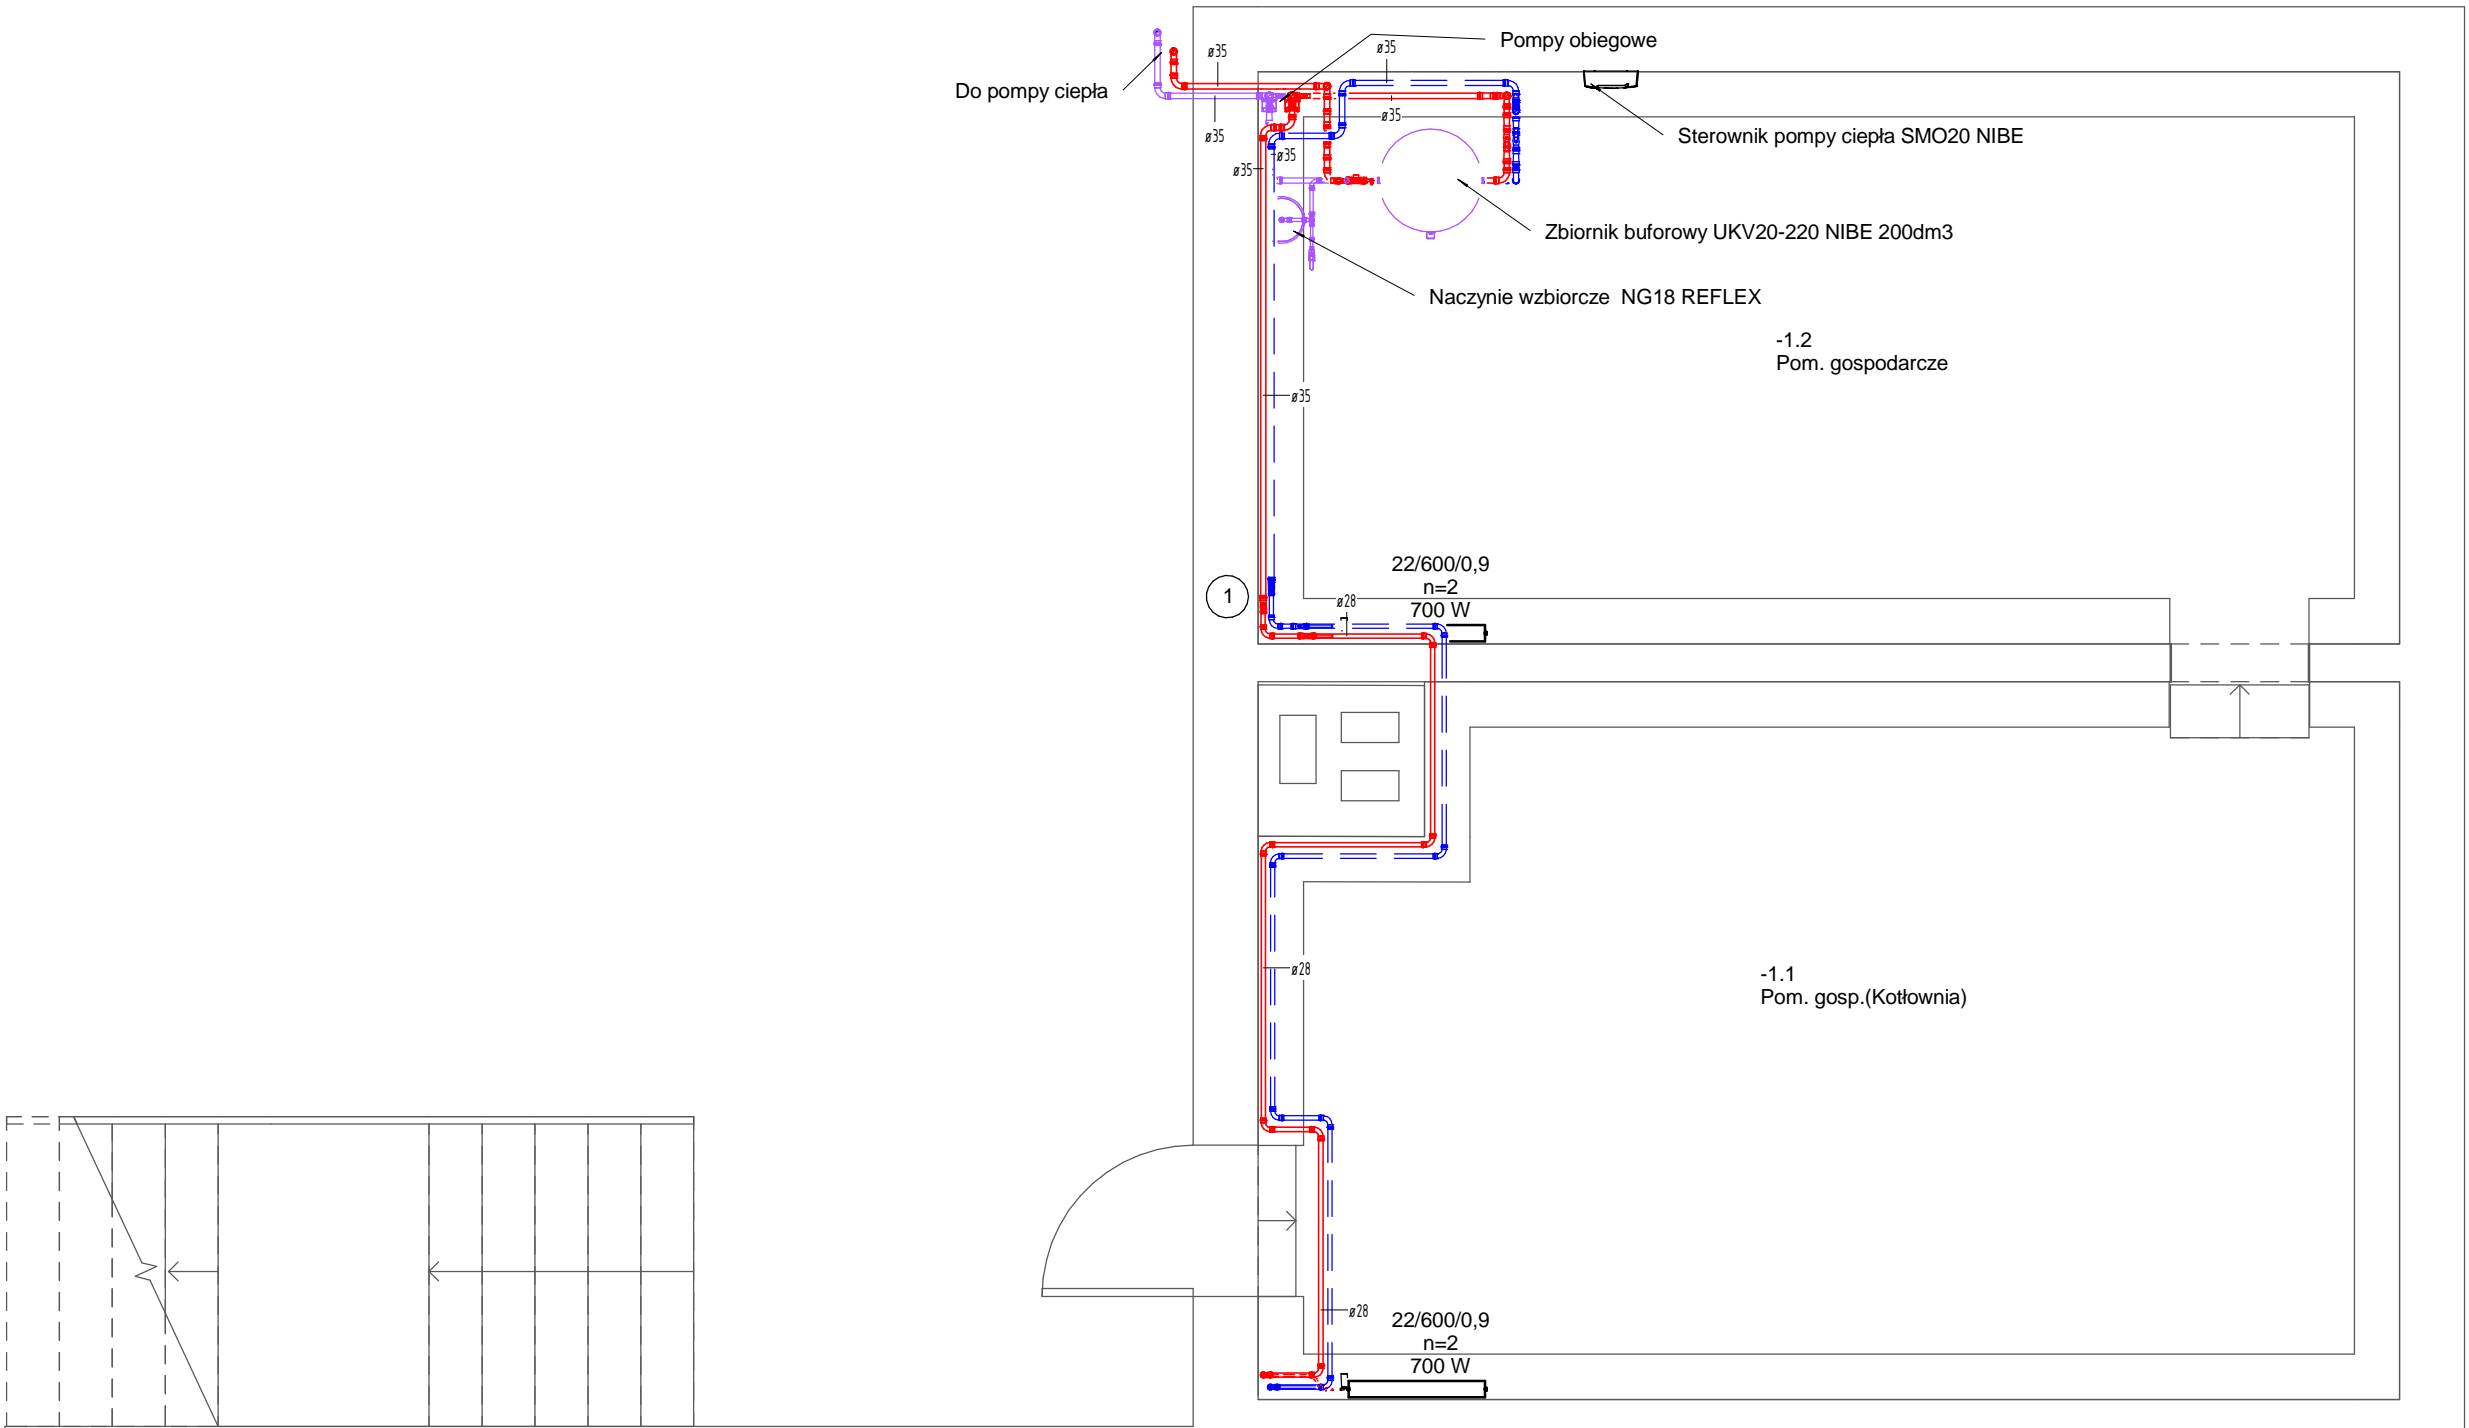 Pompy obiegowe
Do pompy ciepła
ø35
ø35
ø35
ø35
Sterownik pompy ciepła SMO20 NIBE
ø35
ø35
Zbiornik buforowy UKV20-220 NIBE 200dm3
Naczynie wzbiorcze NG18 REFLEX
-1.2
Pom. gospodarcze
ø35
22/600/0,9
n=2
700 W
1
ø28
-1.1
Pom. gosp.(Kotłownia)
ø28
22/600/0,9
n=2
700 W
ø28